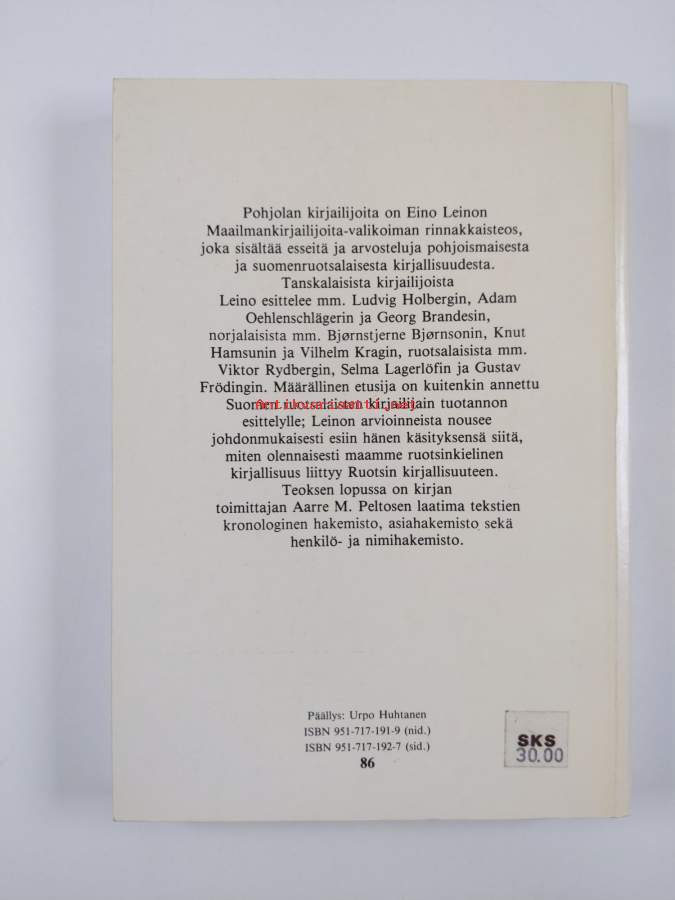 Pohjolan kirjailijoita on Eino Leinon
Maailmankirjailijoita-valikoiman rinnakkaisteos,
joka sisältää esseitä ja arvosteluja pohjoismaisesta
ja suomenruotsalaisesta kirjallisuudesta.
Tanskalaisista kirjailijoista
Leino esittelee mm. Ludvig Holbergin, Adam
Oehlenschlägerin ja Georg Brandesin,
norjalaisista mm. Bjørnstjerne Bjørnsonin, Knut
Hamsunin ja Vilhelm Kragin, ruotsalaisista mm.
Viktor Rydbergin, Selma Lagerlöfin ja Gustav
Frödingin. Määrällinen etusija on kuitenkin annettu
Suomen ruotsalaisten kirjailijain tuotannon
esittelylle; Leinon arvioinneista nousee
johdonmukaisesti esiin hänen käsityksensä siitä,
miten olennaisesti maamme ruotsinkielinen
kirjallisuus liittyy Ruotsin kirjallisuuteen.
Teoksen lopussa on kirjan
toimittajan Aarre M. Peltosen laatima tekstien
kronologinen hakemisto, asiahakemisto sekä
henkilö- ja nimihakemisto.
Päällys: Urpo Huhtanen
ISBN 951-717-191-9 (nid.)
ISBN 951-717-192-7 (sid.)
86
SKS
30.00